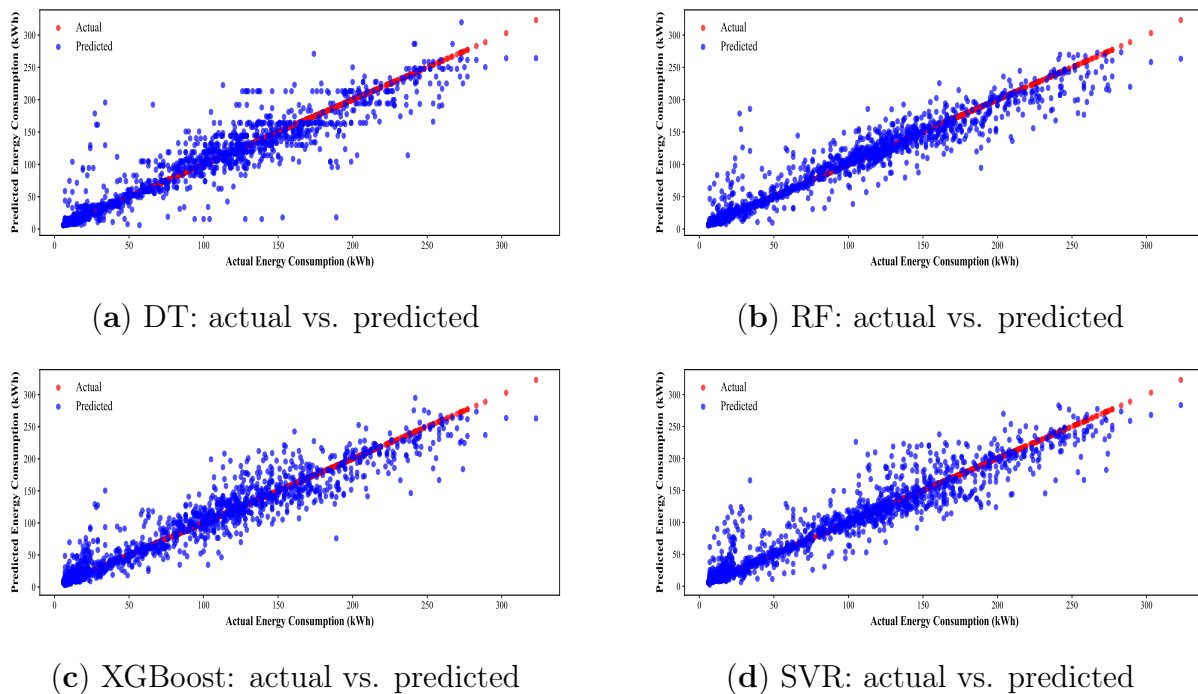 Actual
Predicted
Predicted Energy Consumption (kWh)
300
250
200
150
100
50
0
0 50 100 150 200 250 300
Actual Energy Consumption (kWh)
(a) DT: actual vs. predicted
Actual
Predicted
Predicted Energy Consumption (kWh)
300
250
200
150
100
50
0
0 50 100 150 200 250 300
Actual Energy Consumption (kWh)
(b) RF: actual vs. predicted
Actual
Predicted
Predicted Energy Consumption (kWh)
300
250
200
150
100
50
0
0 50 100 150 200 250 300
Actual Energy Consumption (kWh)
(c) XGBoost: actual vs. predicted
Actual
Predicted
Predicted Energy Consumption (kWh)
300
250
200
150
100
50
0
0 50 100 150 200 250 300
Actual Energy Consumption (kWh)
(d) SVR: actual vs. predicted